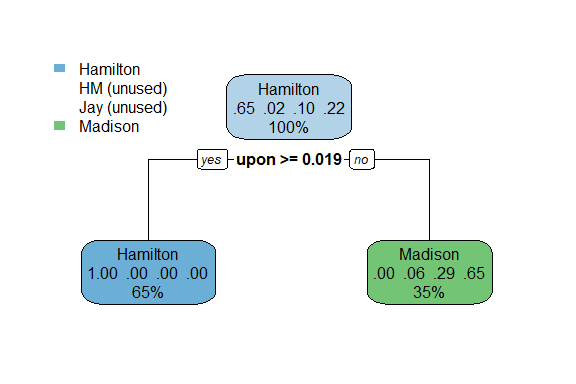 Hamilton
HM (unused)
Jay (unused)
Madison
Hamilton
.65 .02 .10 .22
100%
yes upon >= 0.019 no
Hamilton
1.00 .00 .00 .00
65%
Madison
.00 .06 .29 .65
35%